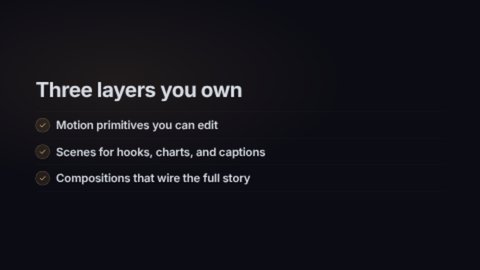 Three layers you own
Motion primitives you can edit
Scenes for hooks, charts, and captions
Compositions that wire the full story